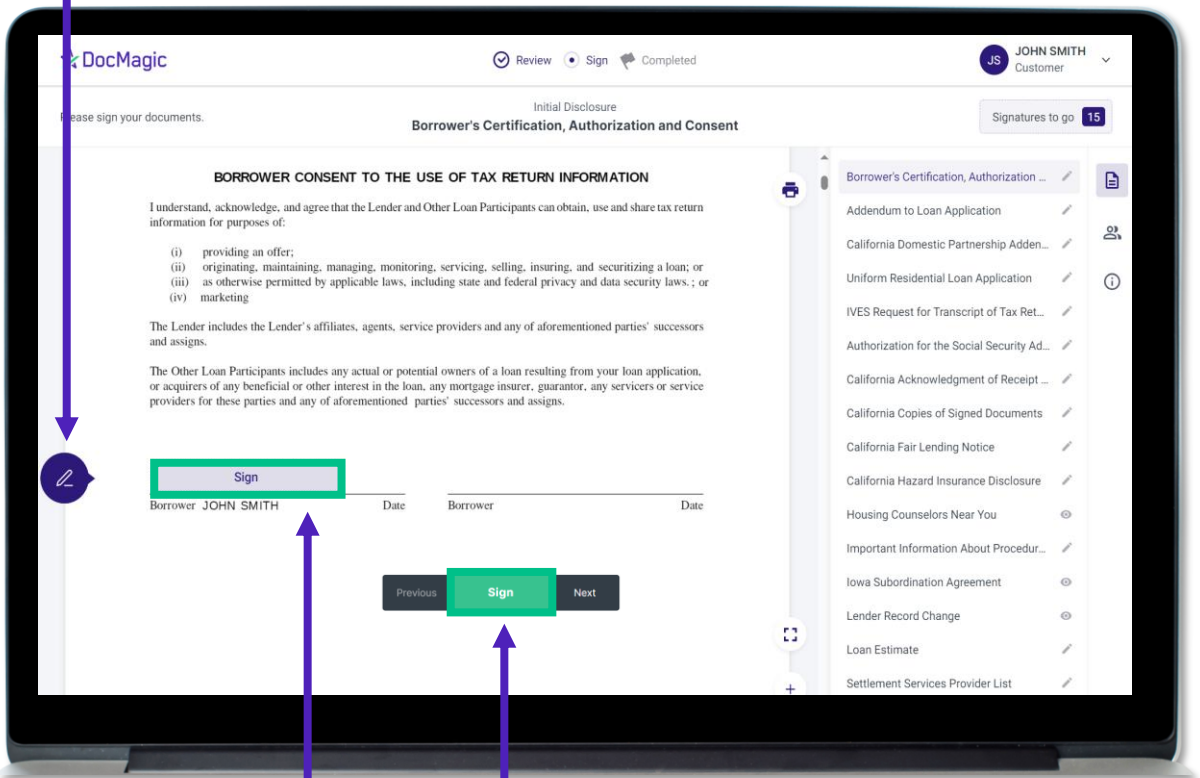 DocMagic
Review Sign Completed
JS JOHN SMITH
Customer
Please sign your documents.
Initial Disclosure
Borrower's Certification, Authorization and Consent
Signatures to go 15
BORROWER CONSENT TO THE USE OF TAX RETURN INFORMATION
I understand, acknowledge, and agree that the Lender and Other Loan Participants can obtain, use and share tax return
information for purposes of:
(i) providing an offer;
(ii) originating, maintaining, managing, monitoring, servicing, selling, insuring, and securitizing a loan; or
(iii) as otherwise permitted by applicable laws, including state and federal privacy and data security laws. ; or
(iv) marketing
The Lender includes the Lender's affiliates, agents, service providers and any of aforementioned parties' successors
and assigns.
The Other Loan Participants includes any actual or potential owners of a loan resulting from your loan application,
or acquirers of any beneficial or other interest in the loan, any mortgage insurer, guarantor, any servicers or service
providers for these parties and any of aforementioned parties' successors and assigns.
Sign
Borrower JOHN SMITH Date Borrower Date
Previous Sign Next
Borrower's Certification, Authorization ...
Addendum to Loan Application
California Domestic Partnership Adden...
Uniform Residential Loan Application
IVES Request for Transcript of Tax Ret...
Authorization for the Social Security Ad...
California Acknowledgment of Receipt ...
California Copies of Signed Documents
California Fair Lending Notice
California Hazard Insurance Disclosure
Housing Counselors Near You
Important Information About Procedur...
Iowa Subordination Agreement
Lender Record Change
Loan Estimate
Settlement Services Provider List